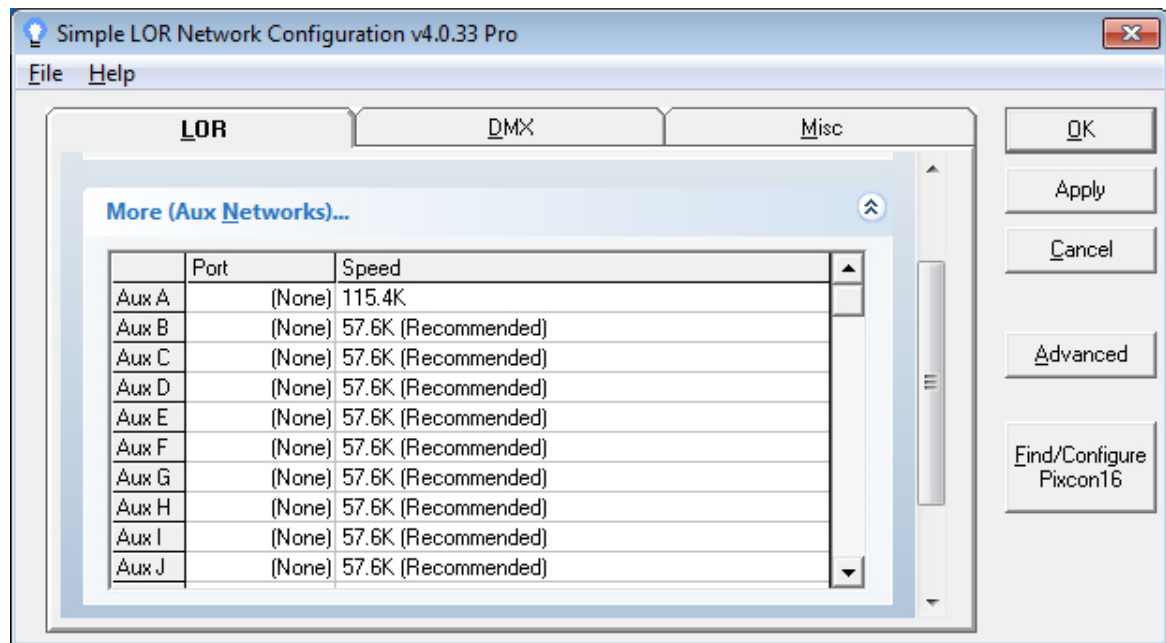 Simple LOR Network Configuration v4.0.33 Pro
File Help
LOR DMX Misc
OK
Apply
Cancel
Advanced
Find/Configure
Pixcon16
More (Aux Networks)...
Port Speed
Aux A (None) 115.4K
Aux B (None) 57.6K (Recommended)
Aux C (None) 57.6K (Recommended)
Aux D (None) 57.6K (Recommended)
Aux E (None) 57.6K (Recommended)
Aux F (None) 57.6K (Recommended)
Aux G (None) 57.6K (Recommended)
Aux H (None) 57.6K (Recommended)
Aux I (None) 57.6K (Recommended)
Aux J (None) 57.6K (Recommended)